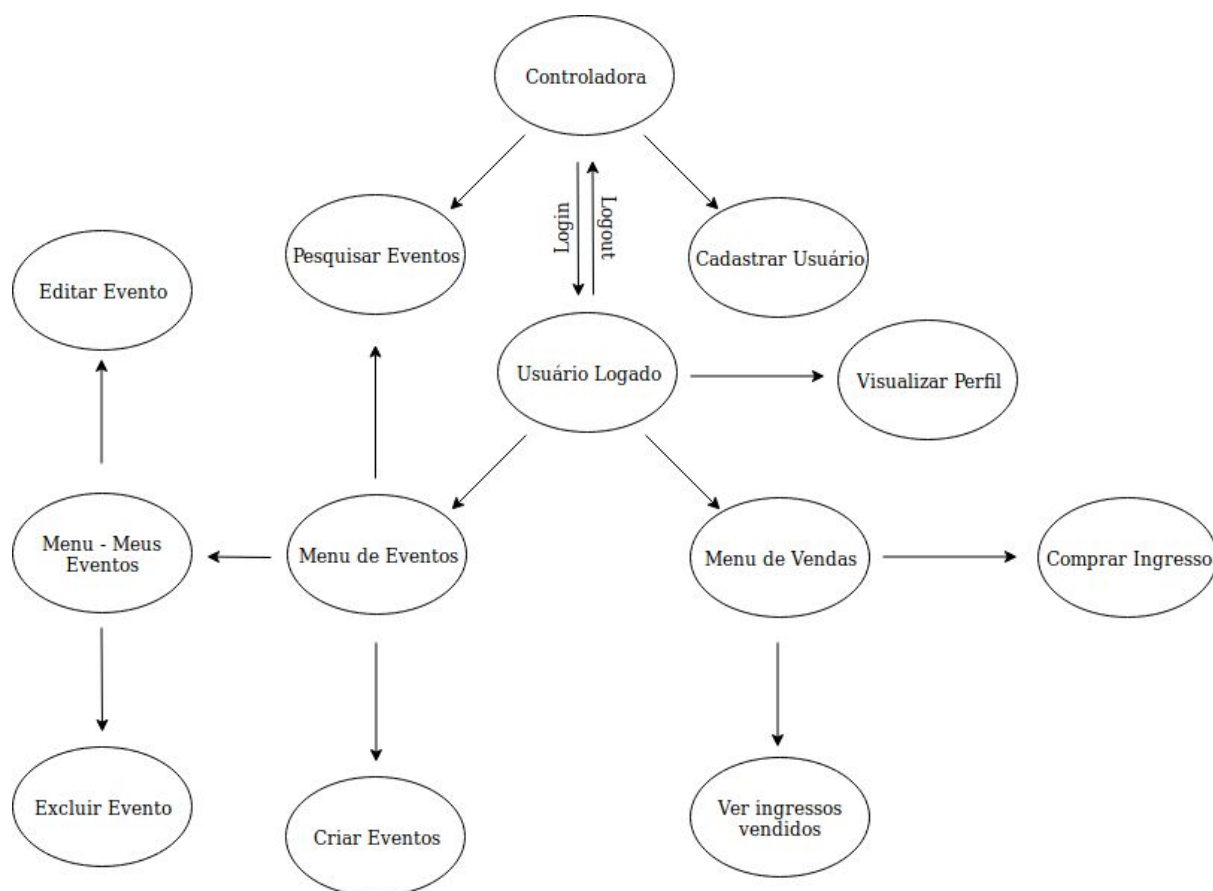 Controladora
Login
Logout
Pesquisar Eventos
Cadastrar Usuário
Editar Evento
Usuário Logado
Visualizar Perfil
Menu - Meus
Eventos
Menu de Eventos
Menu de Vendas
Comprar Ingresso
Excluir Evento
Criar Eventos
Ver ingressos
vendidos